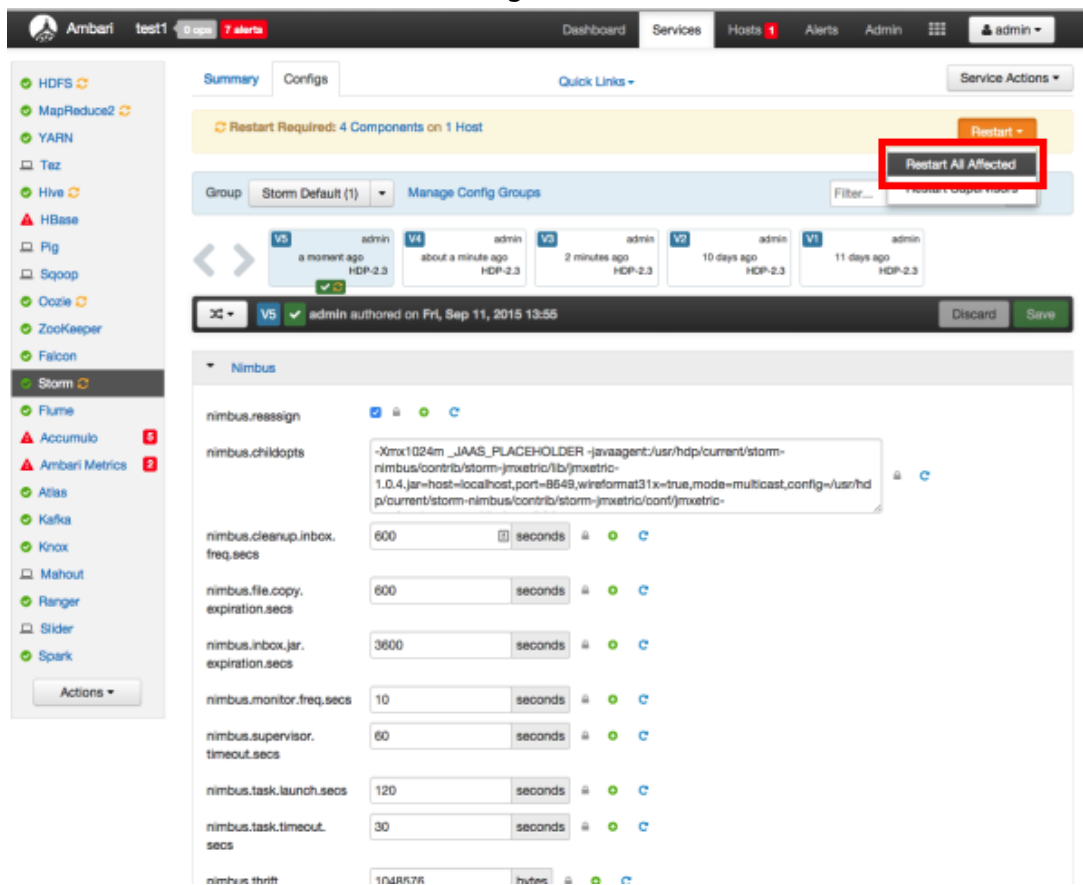 Ambari test1 0 ops 7 alerts Dashboard Services Hosts 1 Alerts Admin admin
Summary Configs Quick Links Service Actions
HDFS
MapReduce2
YARN
Tez
Hive
HBase
Pig
Sqoop
Oozie
ZooKeeper
Falcon
Storm
Flume
Accumulo 5
Ambari Metrics 2
Atlas
Kafka
Knox
Mahout
Ranger
Slider
Spark
Actions
Restart Required: 4 Components on 1 Host Restart
Restart All Affected
Restart Supervisors
Group Storm Default (1) Manage Config Groups Filter...
V5 admin
a moment ago
HDP-2.3
V4 admin
about a minute ago
HDP-2.3
V3 admin
2 minutes ago
HDP-2.3
V2 admin
10 days ago
HDP-2.3
V1 admin
11 days ago
HDP-2.3
V5 admin authored on Fri, Sep 11, 2015 13:55 Discard Save
Nimbus
nimbus.reassign
nimbus.childopts
-Xmx1024m _JAAS_PLACEHOLDER -javaagent:/usr/hdp/current/storm-
nimbus/contrib/storm-jmxetric/lib/jmxetric-
1.0.4.jar=host=localhost,port=8649,wireformat31x=true,mode=multicast,config=/usr/hd
p/current/storm-nimbus/contrib/storm-jmxetric/conf/jmxetric-
nimbus.cleanup.inbox. 600 seconds
freq.secs
nimbus.file.copy. 600 seconds
expiration.secs
nimbus.inbox.jar. 3600 seconds
expiration.secs
nimbus.monitor.freq.secs 10 seconds
nimbus.supervisor. 60 seconds
timeout.secs
nimbus.task.launch.secs 120 seconds
nimbus.task.timeout. 30 seconds
secs
nimbus.thrift 1048576 bytes